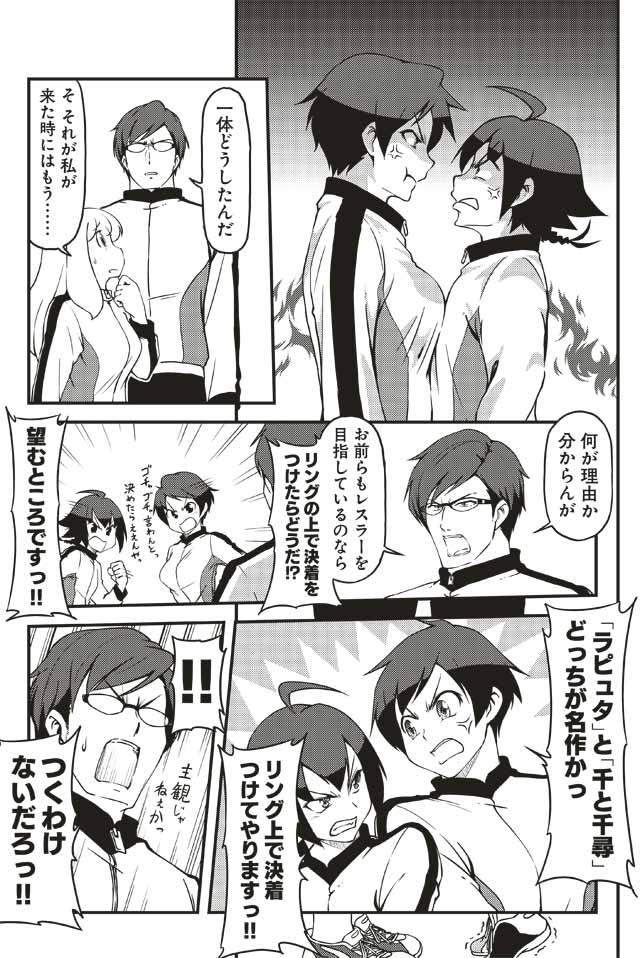 一体どうしたんだ
そ それが私が
来た時にはもう……
何が理由か
分からんが
お前らもレスラーを
目指しているのなら
リングの上で決着を
つけたらどうだ!?
ゴチャゴチャ言わんと
決めたらええんや。
望むところですっ!!
「ラピュタ」と「千と千尋」
どっちが名作かっ
リング上で決着
つけてやりますっ!!
!!
主観じゃ
ねぇかっ
つくわけ
ないだろっ!!